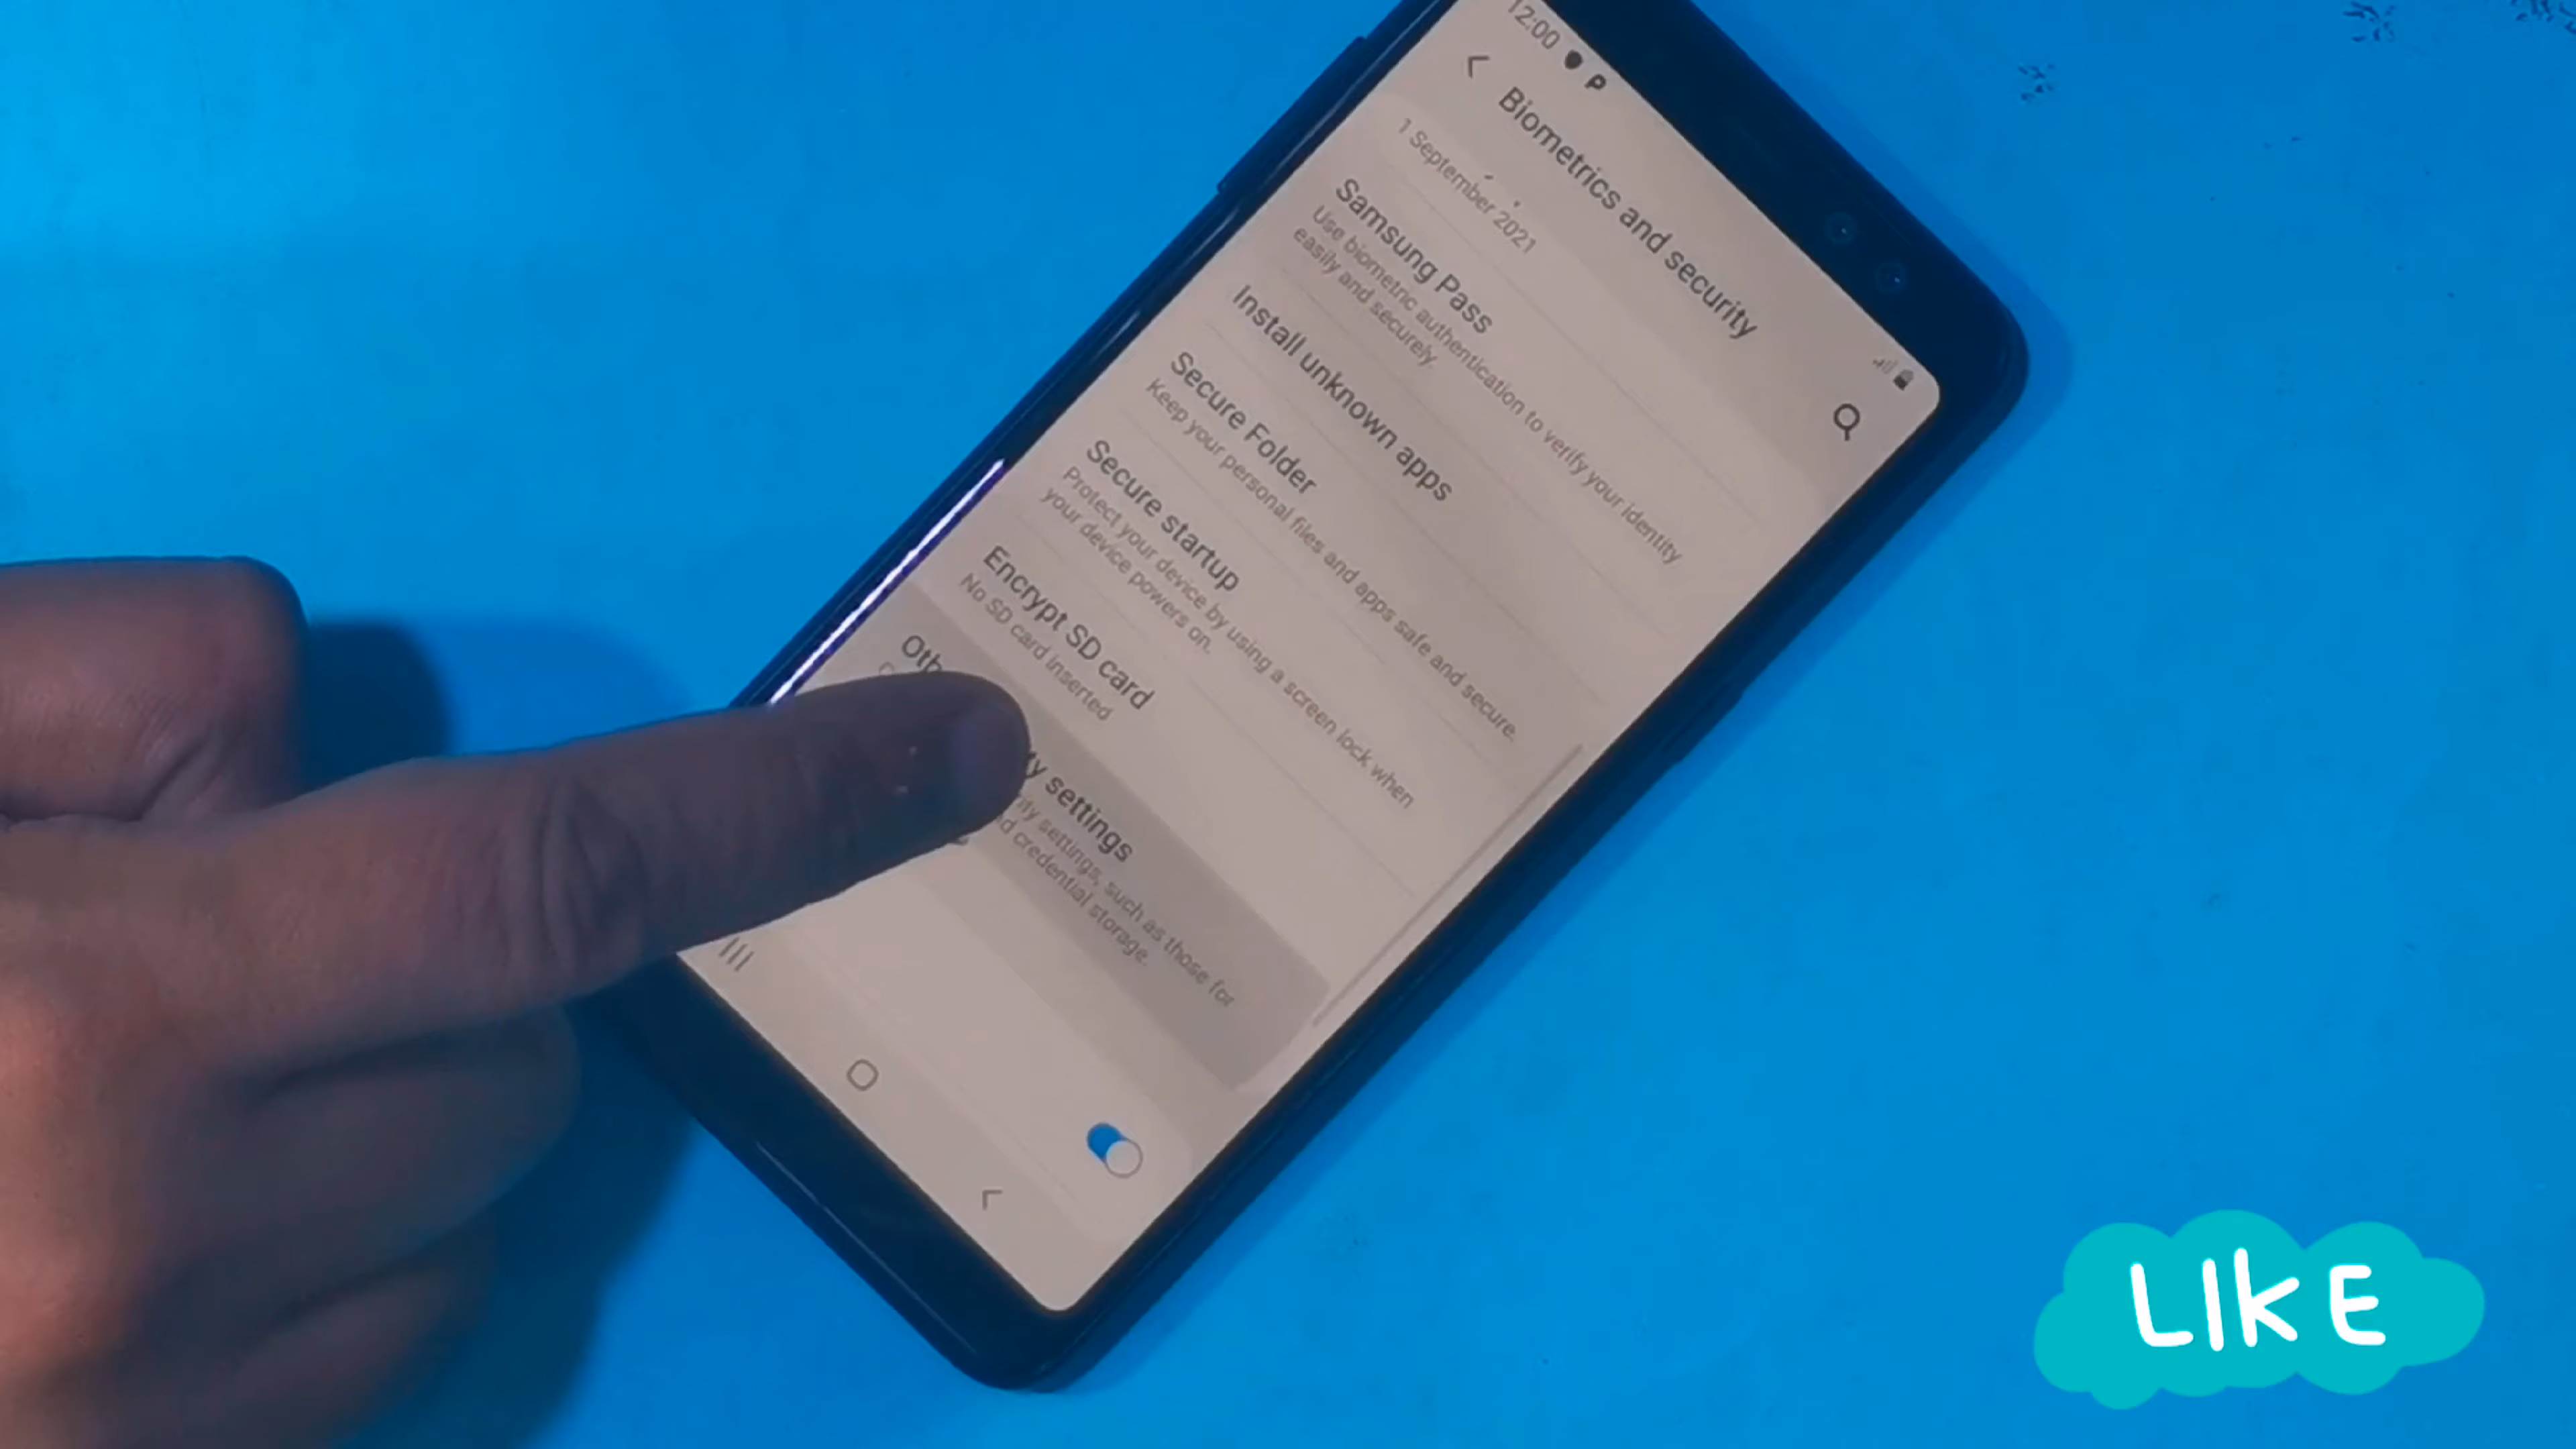 12:00
Biometrics and security
1 September 2021
Samsung Pass
Use biometric authentication to verify your identity
easily and securely.
Install unknown apps
Secure Folder
Keep your personal files and apps safe and secure.
Secure startup
Protect your device by using a screen lock when
your device powers on.
Encrypt SD card
No SD card inserted
settings
settings, such as those for
credential storage.
LIKE